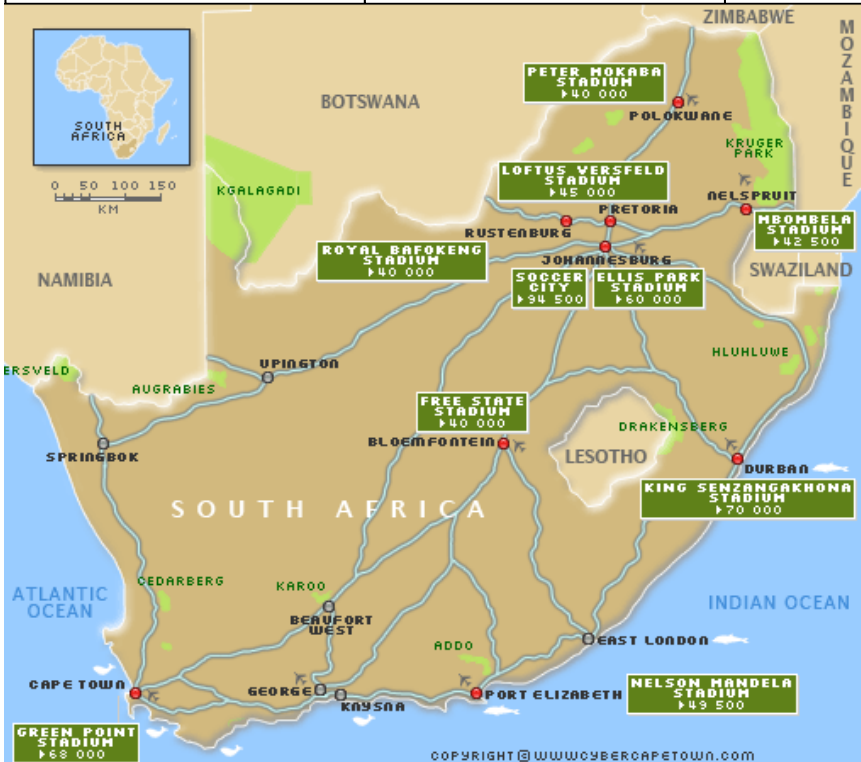 ZIMBABWE
MOZAMBIQUE
PETER MOKABA
STADIUM
40 000
POLOKWANE
BOTSWANA
SOUTH
AFRICA
0 50 100 150
KM
KRUGER
PARK
KGALAGADI
LOFTUS VERSFELD
STADIUM
45 000
NELSPRUIT
PRETORIA
RUSTENBURG
MBOMBELA
STADIUM
42 500
ROYAL BAFOKENG
STADIUM
40 000
JOHANNESBURG
SOCCER
CITY
94 500
ELLIS PARK
STADIUM
60 000
SWAZILAND
NAMIBIA
HLUHLUWE
UPINGTON
ERSVELD
AUGRABIES
FREE STATE
STADIUM
40 000
BLOEMFONTEIN
DRAKENSBERG
LESOTHO
SPRINGBOK
DURBAN
KING SENZANGAKHONA
STADIUM
70 000
SOUTH AFRICA
CEDARBERG
KAROO
ATLANTIC
OCEAN
INDIAN OCEAN
BEAUFORT
WEST
EAST LONDON
ADDO
CAPE TOWN
GEORGE
KNYSNA
PORT ELIZABETH
NELSON MANDELA
STADIUM
49 500
GREEN POINT
STADIUM
68 000
COPYRIGHT © WWWCYBERCAPETOWN.COM